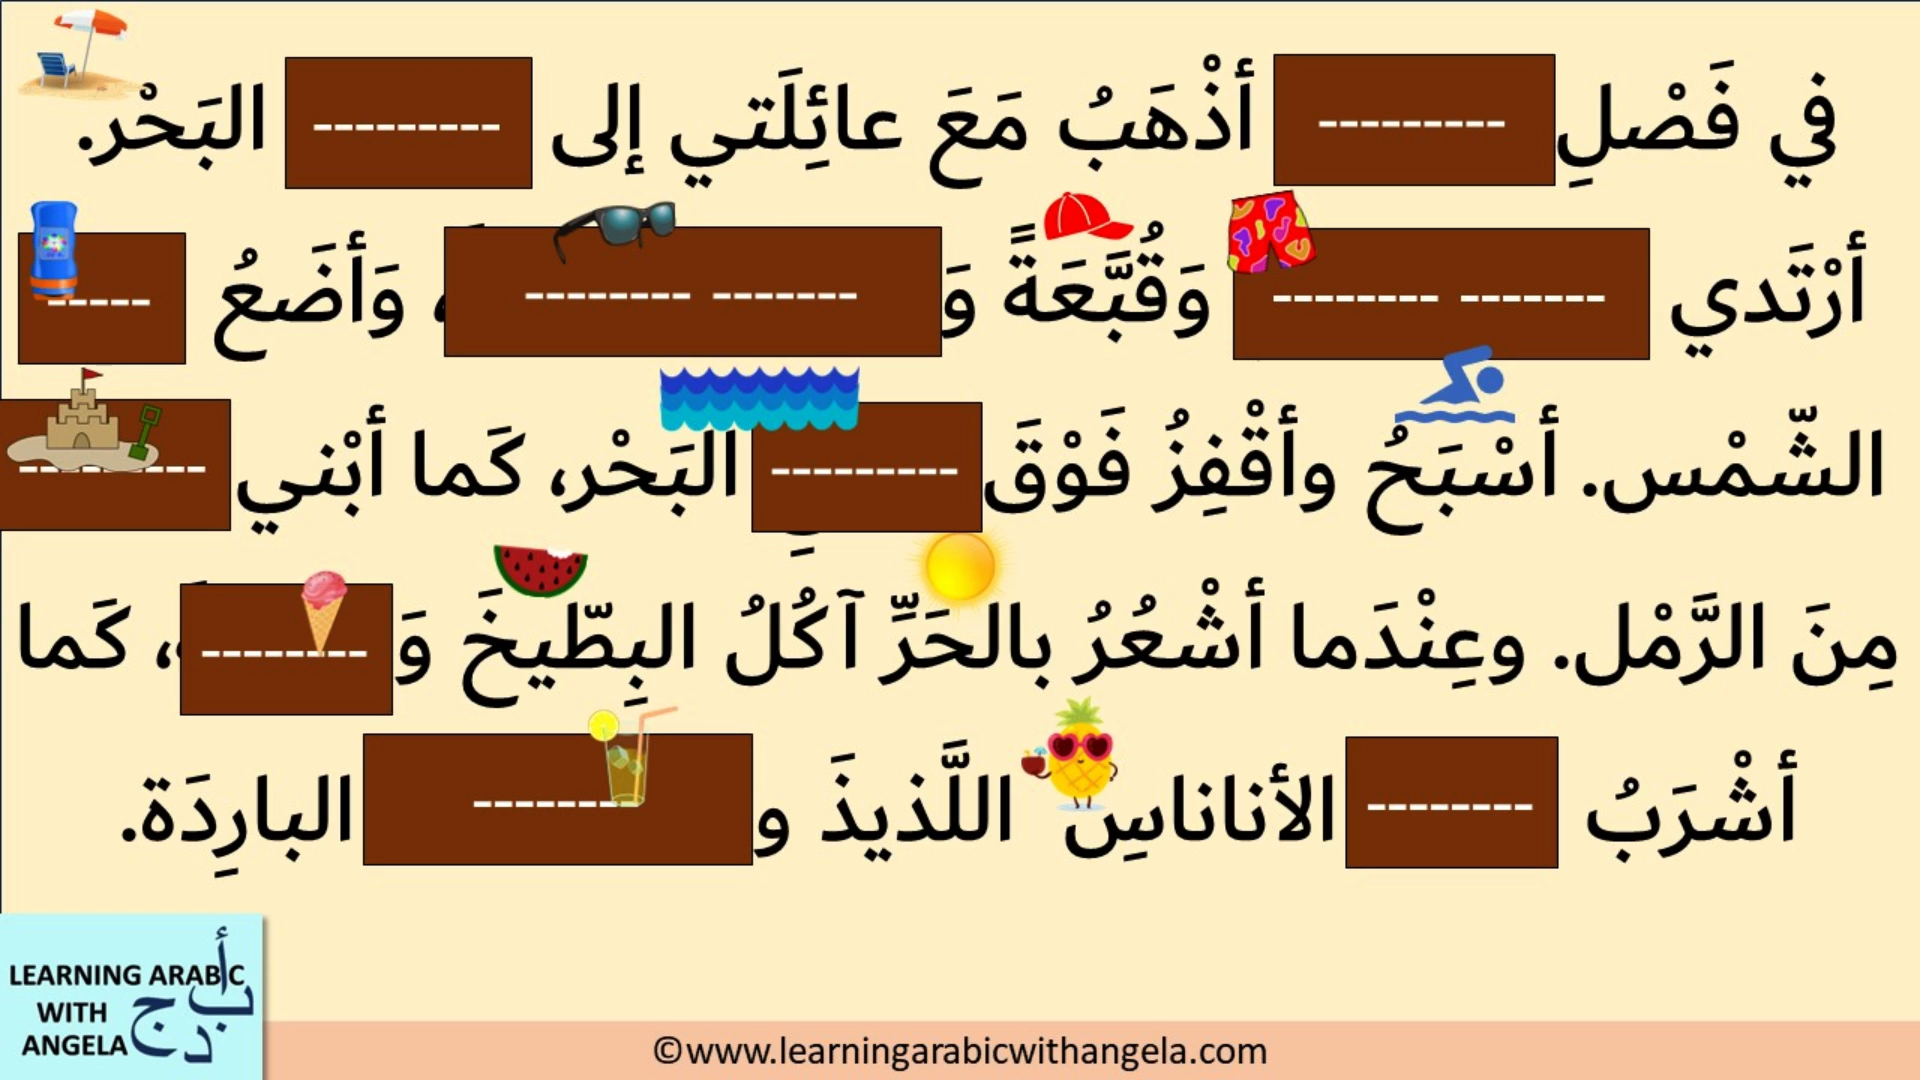 في فَصْلِ --------- أذْهَبُ مَعَ عائِلَتي إلى --------- البَحْر.
أرْتَدي ------- -------- وَقُبَّعَةً وَ ------- --------، وَأضَعُ -----
الشّمْس. أسْبَحُ وأقْفِزُ فَوْقَ --------- البَحْر، كَما أبْني ---------
مِنَ الرَّمْل. وعِنْدَما أشْعُرُ بالحَرِّ آكُلُ البِطّيخَ وَ --------، كَما
أشْرَبُ -------- الأناناسِ اللَّذيذَ و -------- البارِدَة.
LEARNING ARABIC
WITH
ANGELA
أ ب ج د
©www.learningarabicwithangela.com